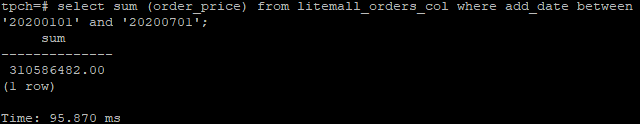 tpch=# select sum (order_price) from litemall_orders_col where add_date between
'20200101' and '20200701';
sum
--------------
310586482.00
(1 row)
Time: 95.870 ms